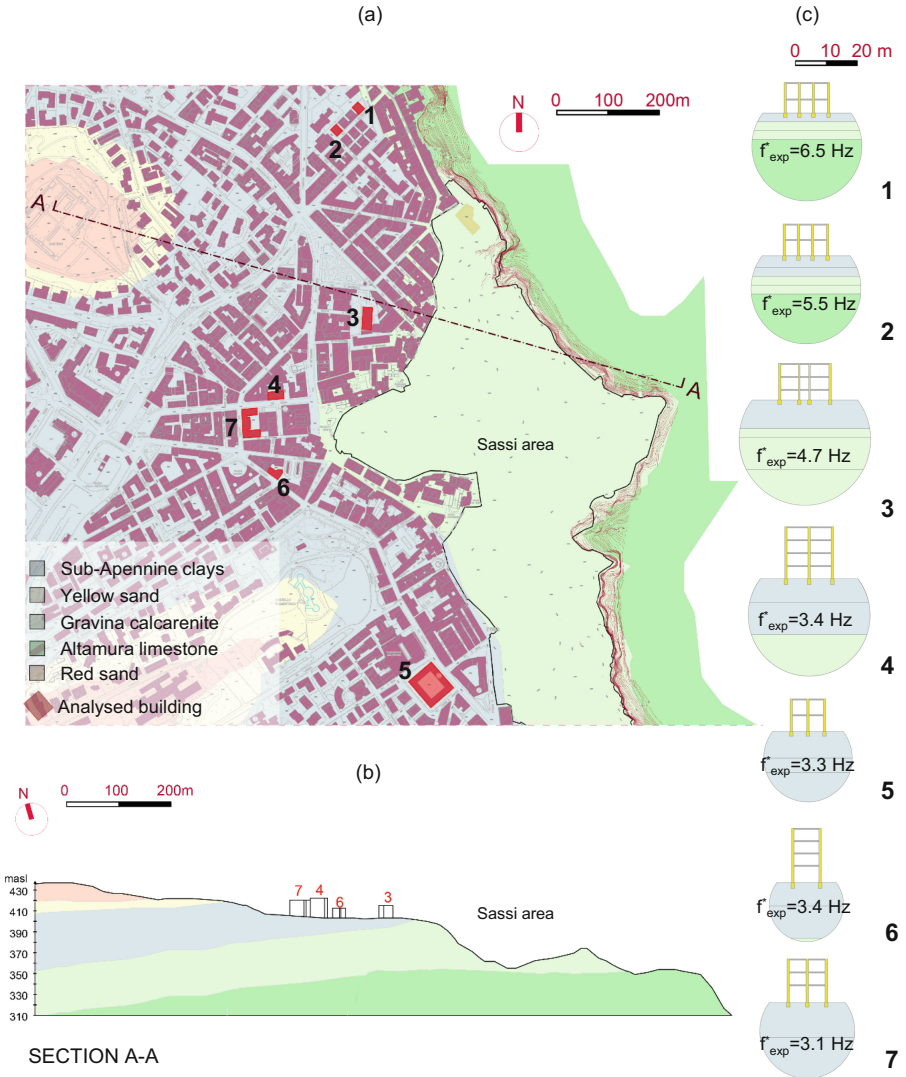 (a)
(c)
0 10 20 m
N
0 100 200m
1
2
A
3
4
7
6
5
A
Sassi area
Sub-Apennine clays
Yellow sand
Gravina calcarenite
Altamura limestone
Red sand
Analysed building
f*exp=6.5 Hz
1
f*exp=5.5 Hz
2
f*exp=4.7 Hz
3
f*exp=3.4 Hz
4
f*exp=3.3 Hz
5
f*exp=3.4 Hz
6
f*exp=3.1 Hz
7
(b)
N
0 100 200m
masl
430
410
390
370
350
330
310
7 4 6 3
Sassi area
SECTION A-A